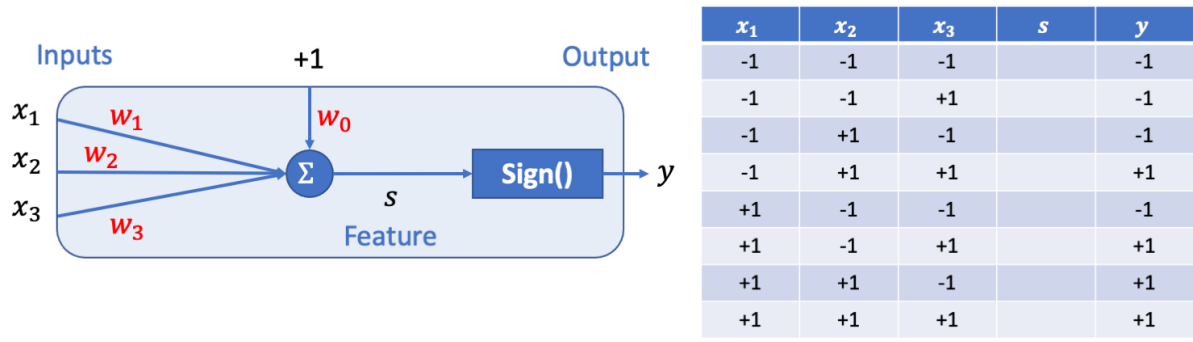 Inputs
+1
Output
x₁
w₁
w₀
x₂
w₂
Σ
Sign()
y
x₃
s
w₃
Feature
x₁ x₂ x₃ s y
-1 -1 -1 -1
-1 -1 +1 -1
-1 +1 -1 -1
-1 +1 +1 +1
+1 -1 -1 -1
+1 -1 +1 +1
+1 +1 -1 +1
+1 +1 +1 +1